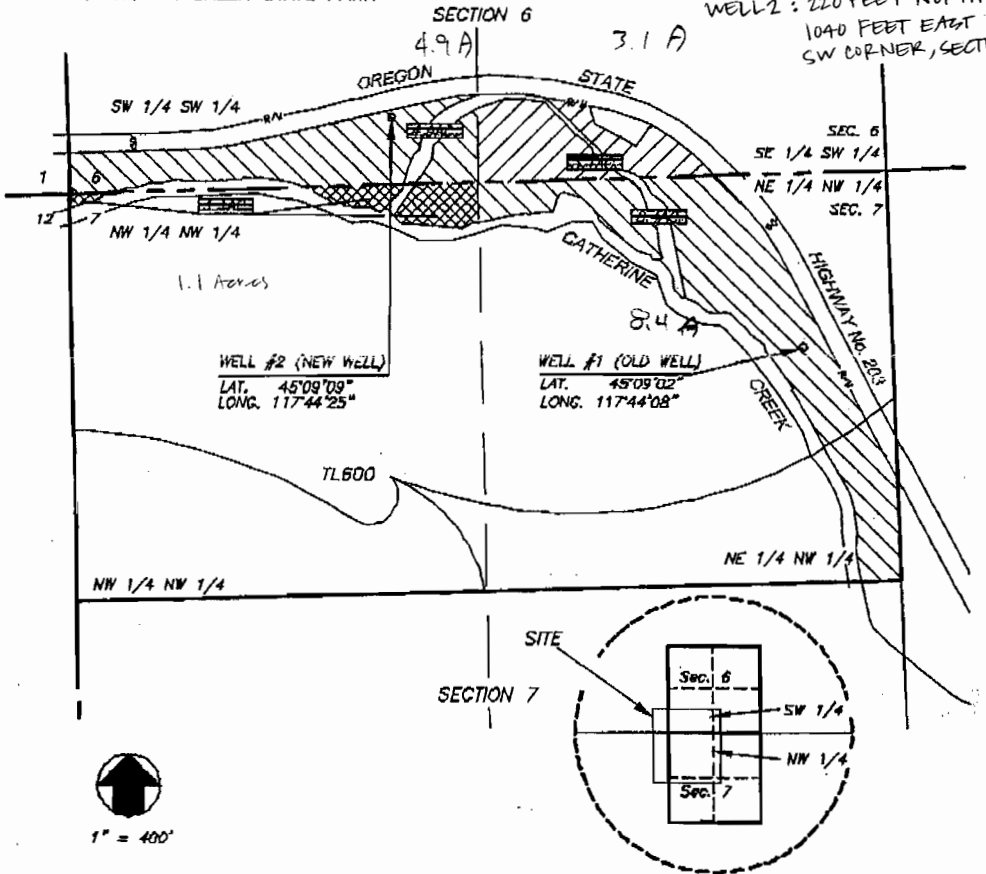 SECTION 6
WELL 2 : 220 FEET NORTH
1040 FEET EAST
SW CORNER, SECT
4.9 A
3.1 A
OREGON
STATE
SW 1/4 SW 1/4
R/W
R/W
SEC. 6
SE 1/4 SW 1/4
NE 1/4 NW 1/4
SEC. 7
1
6
12
7
NW 1/4 NW 1/4
CATHERINE
1.1 Acres
8.4 A
HIGHWAY No. 203
WELL #2 (NEW WELL)
LAT. 45°09'09"
LONG. 117°44'25"
WELL #1 (OLD WELL)
LAT. 45°09'02"
LONG. 117°44'08"
R/W
CREEK
TL600
NW 1/4 NW 1/4
NE 1/4 NW 1/4
SITE
SECTION 7
Sec. 6
SW 1/4
NW 1/4
Sec. 7
1" = 400'